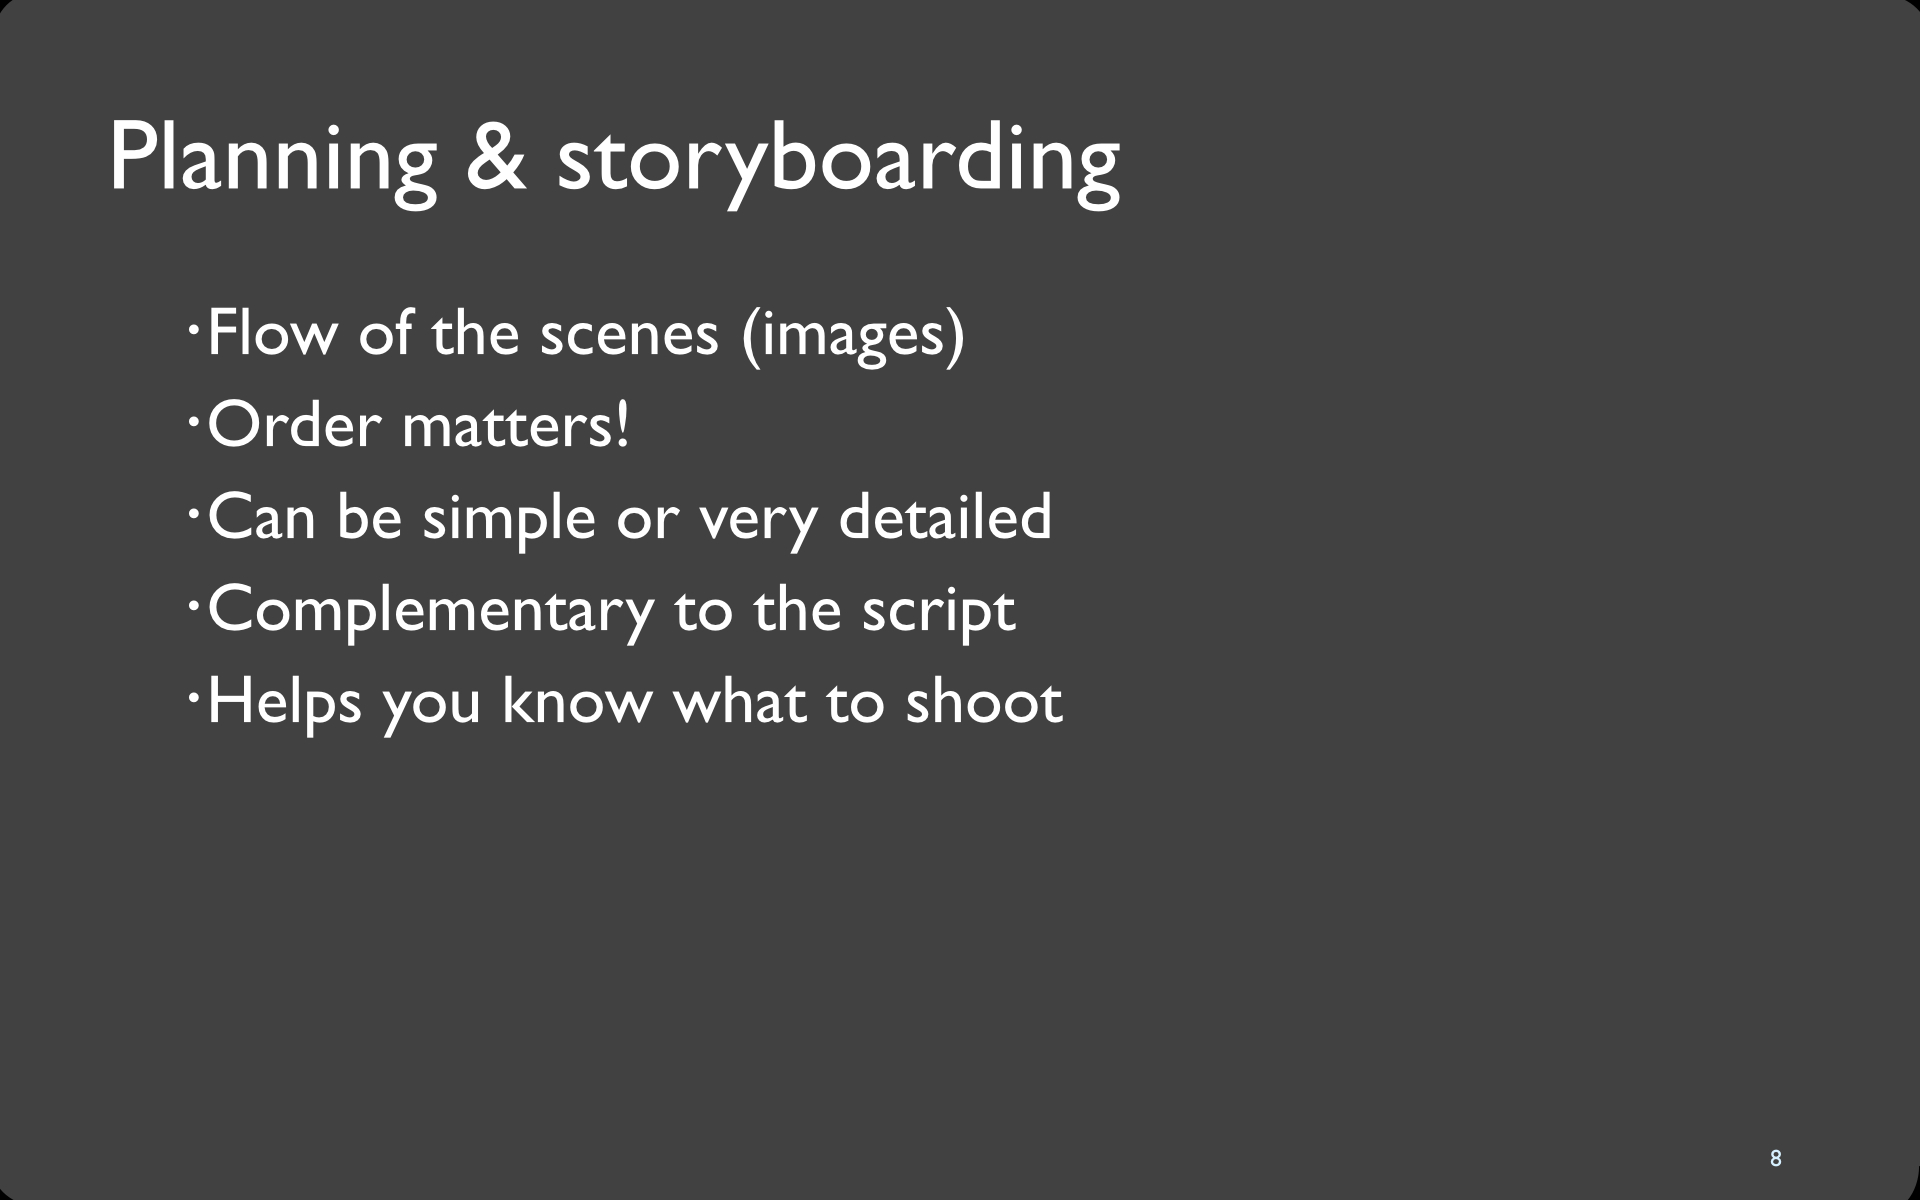 Planning & storyboarding
• Flow of the scenes (images)
• Order matters!
• Can be simple or very detailed
• Complementary to the script
• Helps you know what to shoot
8